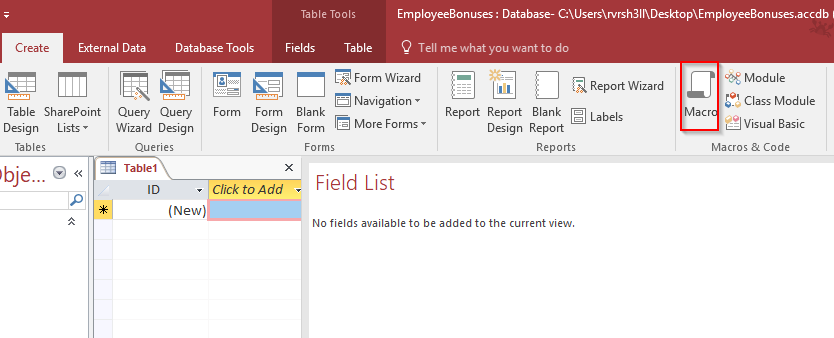 Table Tools
EmployeeBonuses : Database- C:\Users\rvrsh3ll\Desktop\EmployeeBonuses.accdb (
Create External Data Database Tools Fields Table Tell me what you want to do
Table Design
SharePoint Lists
Query Wizard
Query Design
Form
Form Design
Blank Form
Form Wizard
Navigation
More Forms
Report
Report Design
Blank Report
Report Wizard
Labels
Macro
Module
Class Module
Visual Basic
Tables Queries Forms Reports Macros & Code
Obje...
Table1
ID Click to Add
(New)
Field List
No fields available to be added to the current view.